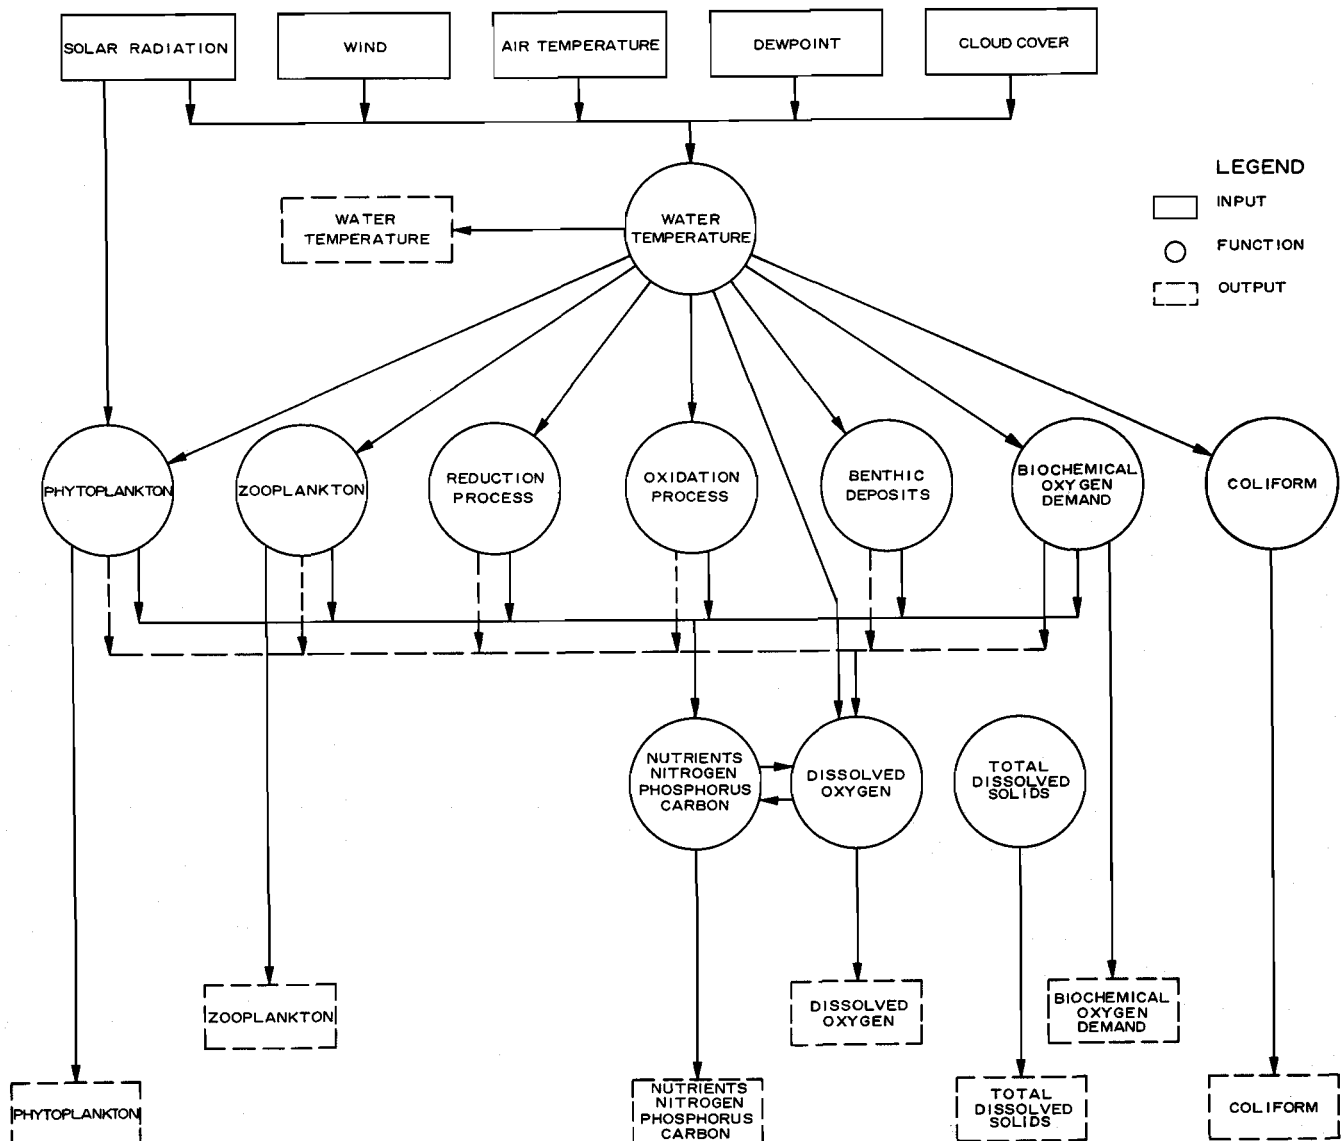 SOLAR RADIATION
WIND
AIR TEMPERATURE
DEWPOINT
CLOUD COVER
LEGEND
INPUT
FUNCTION
OUTPUT
WATER
TEMPERATURE
WATER
TEMPERATURE
PHYTOPLANKTON
ZOOPLANKTON
REDUCTION
PROCESS
OXIDATION
PROCESS
BENTHIC
DEPOSITS
BIOCHEMICAL
OXYGEN
DEMAND
COLIFORM
NUTRIENTS
NITROGEN
PHOSPHORUS
CARBON
DISSOLVED
OXYGEN
TOTAL
DISSOLVED
SOLIDS
ZOOPLANKTON
DISSOLVED
OXYGEN
BIOCHEMICAL
OXYGEN
DEMAND
PHYTOPLANKTON
NUTRIENTS
NITROGEN
PHOSPHORUS
CARBON
TOTAL
DISSOLVED
SOLIDS
COLIFORM